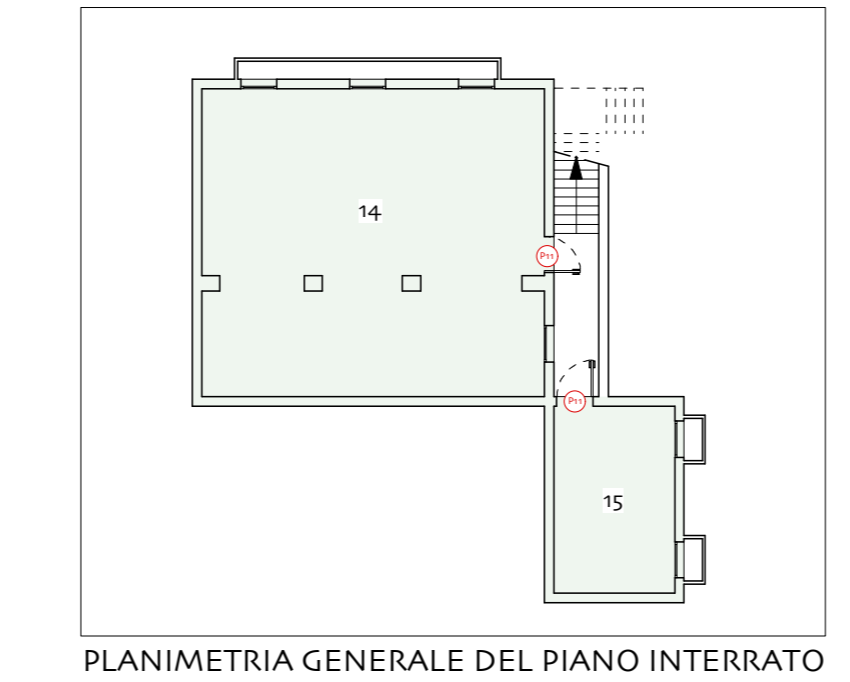 14
P11
P11
15
PLANIMETRIA GENERALE DEL PIANO INTERRATO